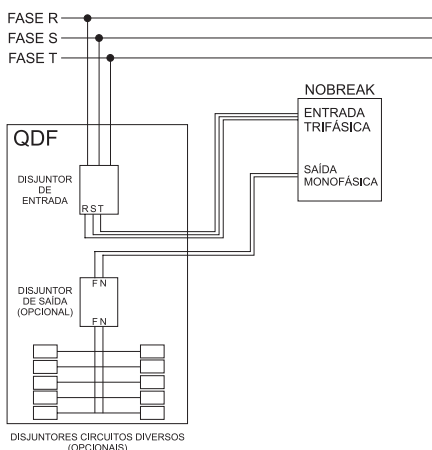 FASE R
FASE S
FASE T
NOBREAK
ENTRADA
TRIFÁSICA
SAÍDA
MONOFÁSICA
QDF
DISJUNTOR
DE
ENTRADA
R S T
F N
DISJUNTOR
DE SAÍDA
(OPCIONAL)
F N
DISJUNTORES CIRCUITOS DIVERSOS
(OPCIONAIS)